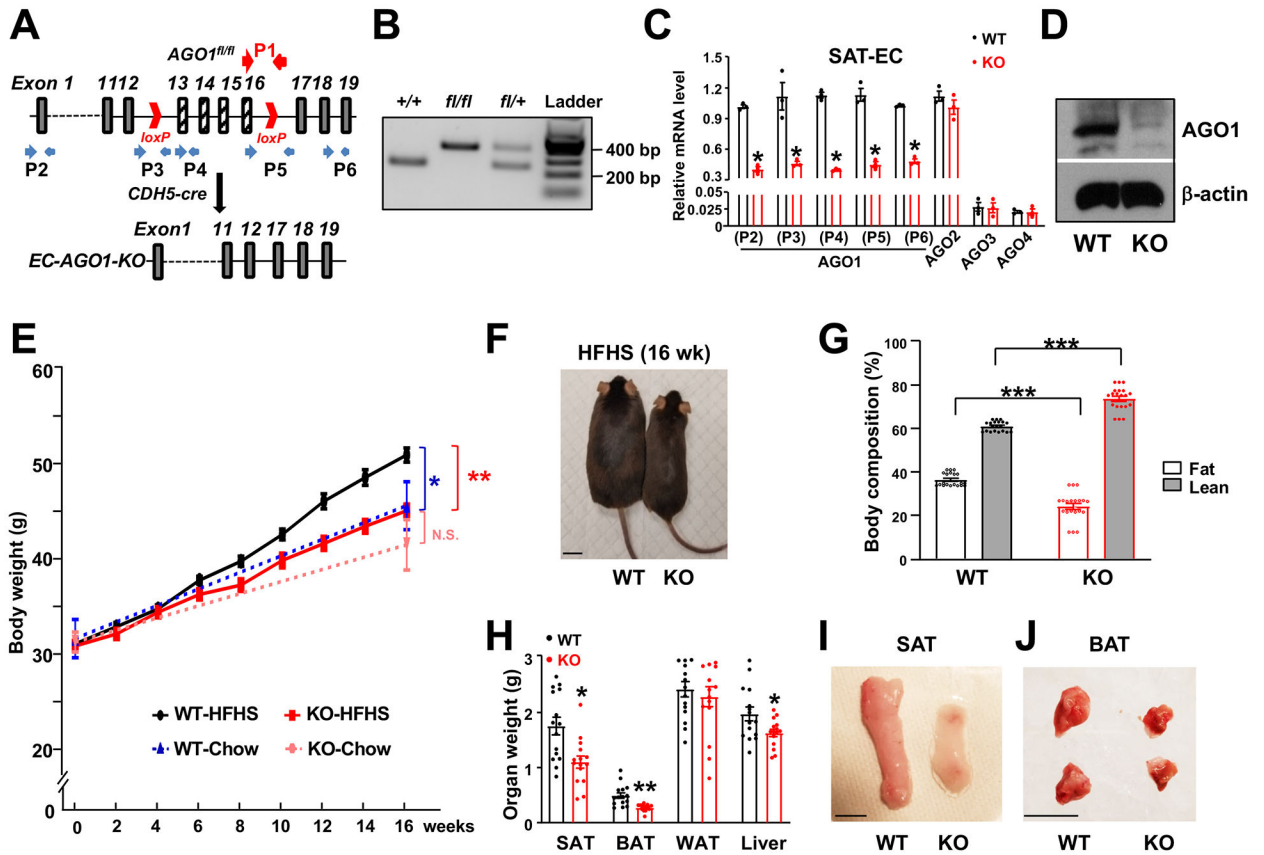 A
AGO1fl/fl
P1
Exon 1
11 12
13
14
15
16
17 18
19
loxP
loxP
P2
P3
P4
P5
P6
CDH5-cre
Exon1
11
12
17
18
19
EC-AGO1-KO
B
+/+
fl/fl
fl/+
Ladder
400 bp
200 bp
C
SAT-EC
WT
KO
Relative mRNA level
1.5
1.2
0.9
0.6
0.3
0.05
0.025
0
* * * * *
(P2) (P3) (P4) (P5) (P6)
AGO1
AGO2
AGO3
AGO4
D
AGO1
β-actin
WT KO
E
Body weight (g)
60
50
40
30
20
0
*
**
N.S.
WT-HFHS
KO-HFHS
WT-Chow
KO-Chow
0 2 4 6 8 10 12 14 16 weeks
F
HFHS (16 wk)
WT KO
G
Body composition (%)
100
80
60
40
20
0
***
***
Fat
Lean
WT KO
H
WT
KO
Organ weight (g)
3
2
1
0
*
**
*
SAT BAT WAT Liver
I
SAT
WT KO
J
BAT
WT KO